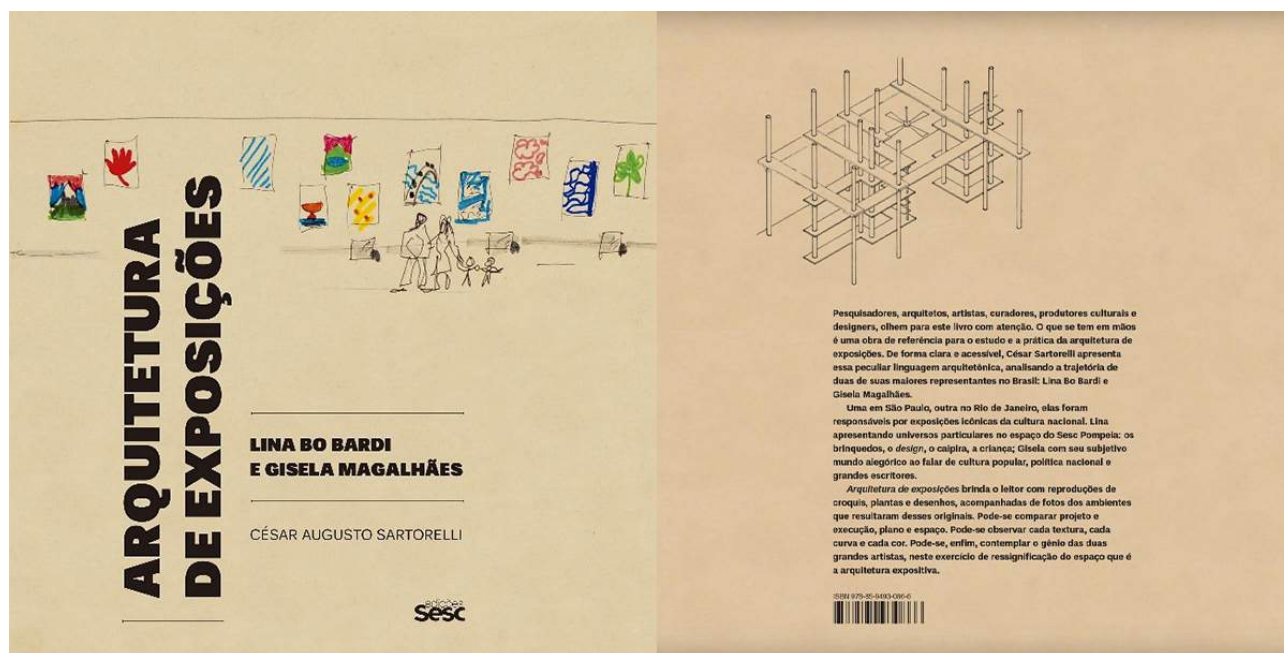 ARQUITETURA
DE EXPOSIÇÕES
LINA BO BARDI
E GISELA MAGALHÃES
CÉSAR AUGUSTO SARTORELLI
edições
Sesc
Pesquisadores, arquitetos, artistas, curadores, produtores culturais e
designers, olhem para este livro com atenção. O que se tem em mãos
é uma obra de referência para o estudo e a prática da arquitetura de
exposições. De forma clara e acessível, César Sartorelli apresenta
essa peculiar linguagem arquitetônica, analisando a trajetória de
duas de suas maiores representantes no Brasil: Lina Bo Bardi e
Gisela Magalhães.
Uma em São Paulo, outra no Rio de Janeiro, elas foram
responsáveis por exposições icônicas da cultura nacional. Lina
apresentando universos particulares no espaço do Sesc Pompeia: os
brinquedos, o design, o caipira, a criança; Gisela com seu subjetivo
mundo alegórico ao falar de cultura popular, política nacional e
grandes escritores.
Arquitetura de exposições brinda o leitor com reproduções de
croquis, plantas e desenhos, acompanhadas de fotos dos ambientes
que resultaram desses originais. Pode-se comparar projeto e
execução, plano e espaço. Pode-se observar cada textura, cada
curva e cada cor. Pode-se, enfim, contemplar o gênio das duas
grandes artistas, neste exercício de ressignificação do espaço que é
a arquitetura expositiva.
ISBN 978-85-9493-086-6